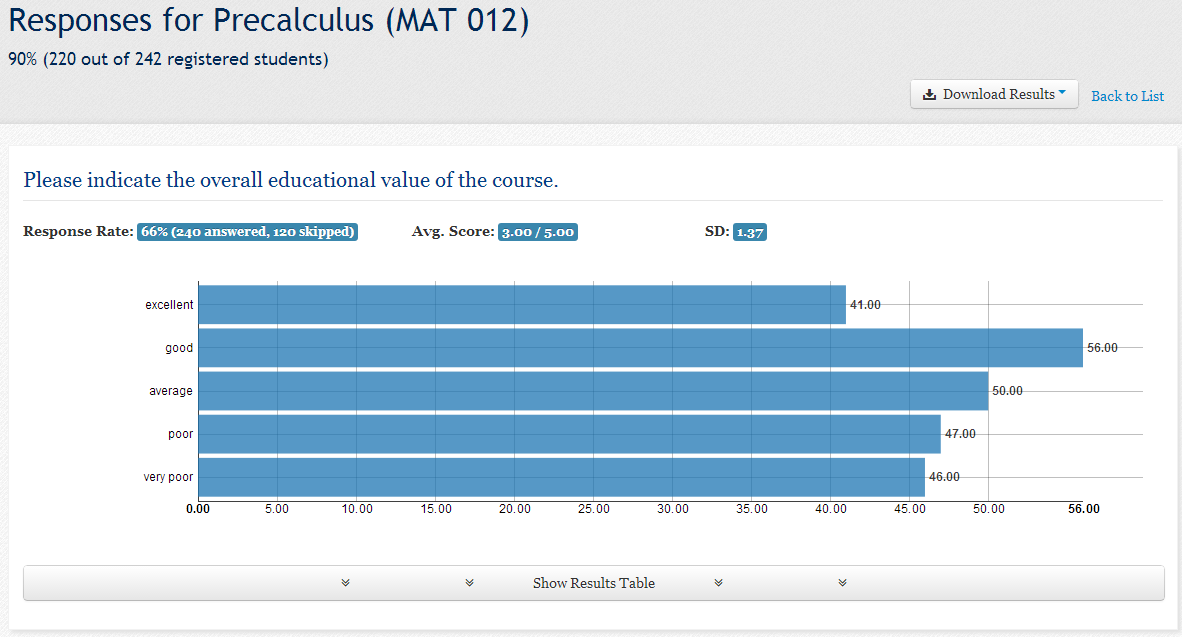 Responses for Precalculus (MAT 012)
90% (220 out of 242 registered students)
Download Results Back to List
Please indicate the overall educational value of the course.
Response Rate: 66% (240 answered, 120 skipped) Avg. Score: 3.00 / 5.00 SD: 1.37
excellent 41.00
good 56.00
average 50.00
poor 47.00
very poor 46.00
0.00 5.00 10.00 15.00 20.00 25.00 30.00 35.00 40.00 45.00 50.00 56.00
Show Results Table